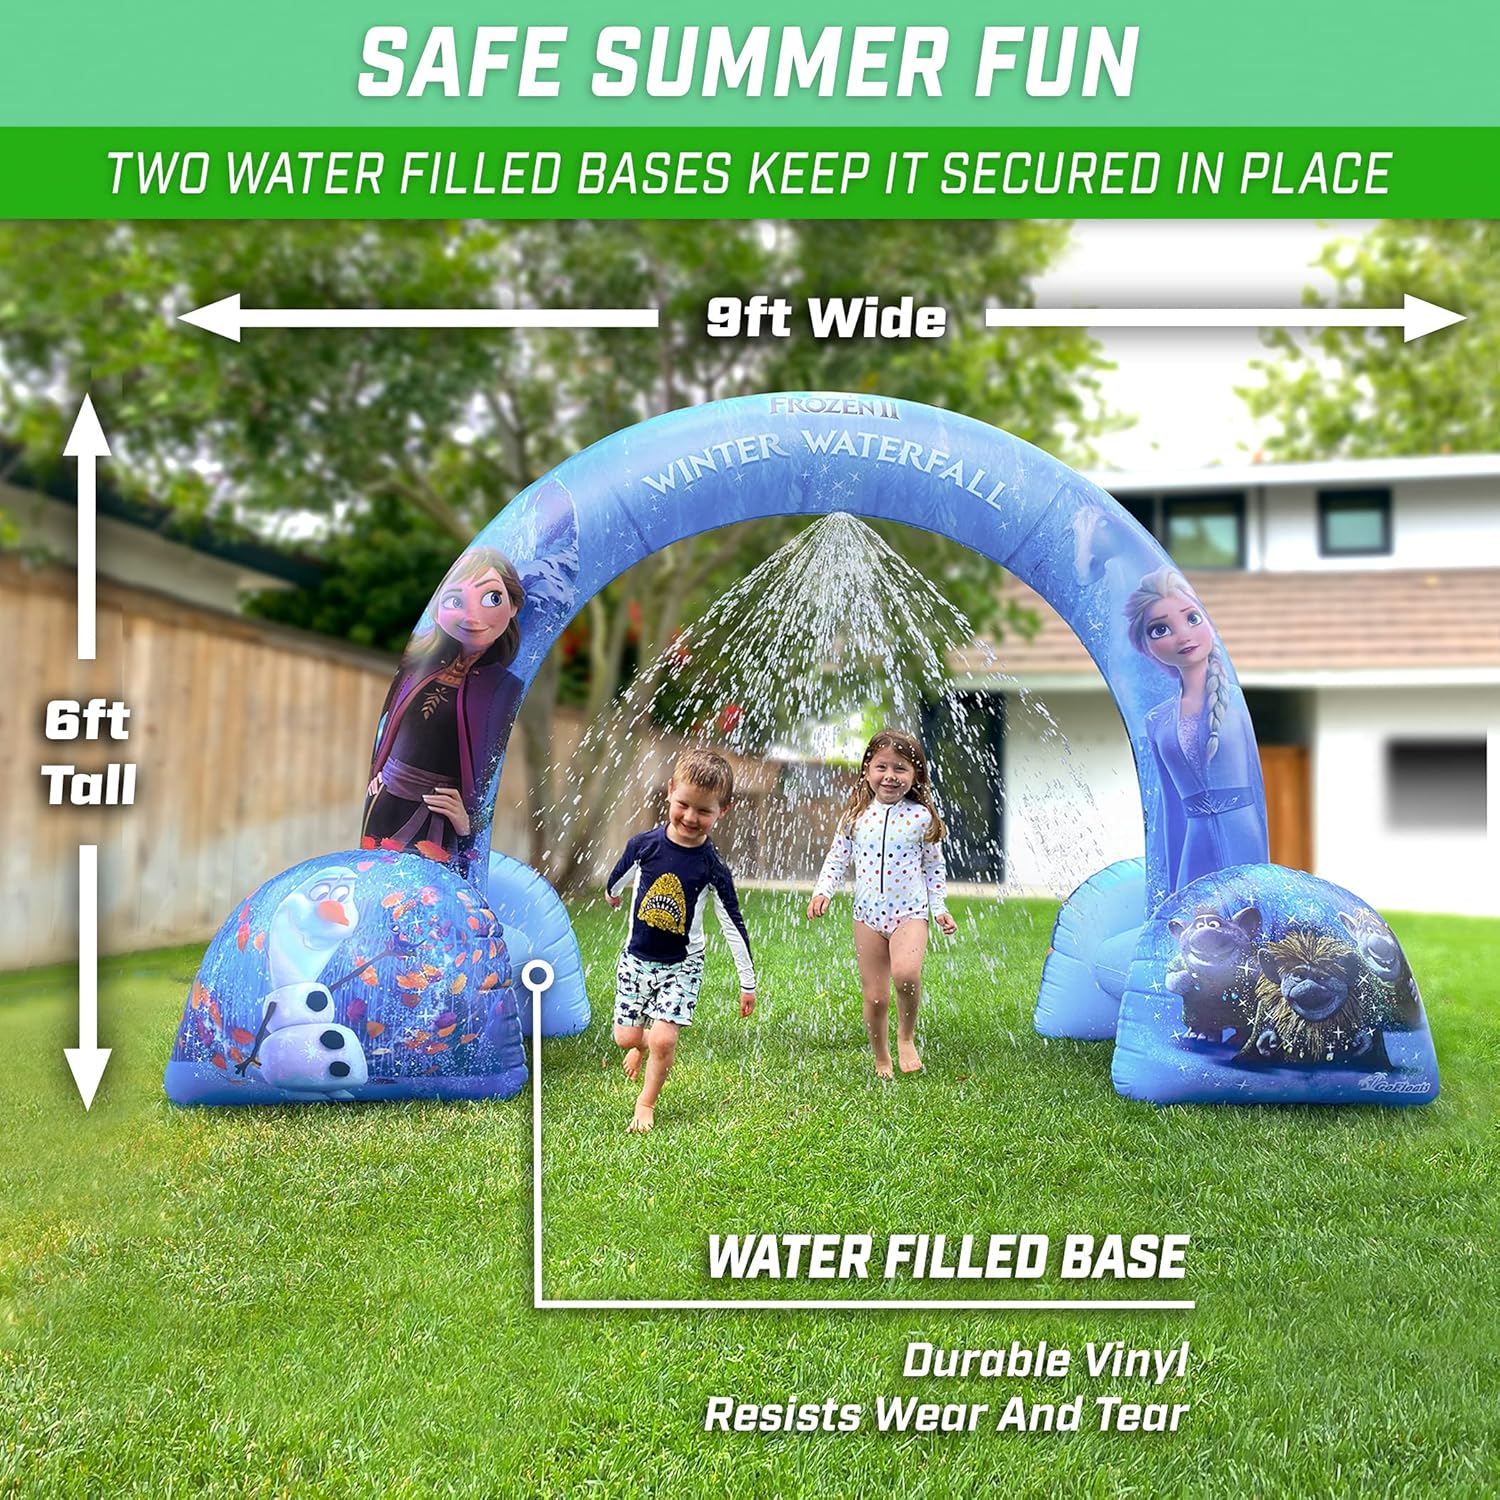 SAFE SUMMER FUN
TWO WATER FILLED BASES KEEP IT SECURED IN PLACE
9ft Wide
FROZEN II
WINTER WATERFALL
6ft
Tall
GoFloats
WATER FILLED BASE
Durable Vinyl
Resists Wear And Tear